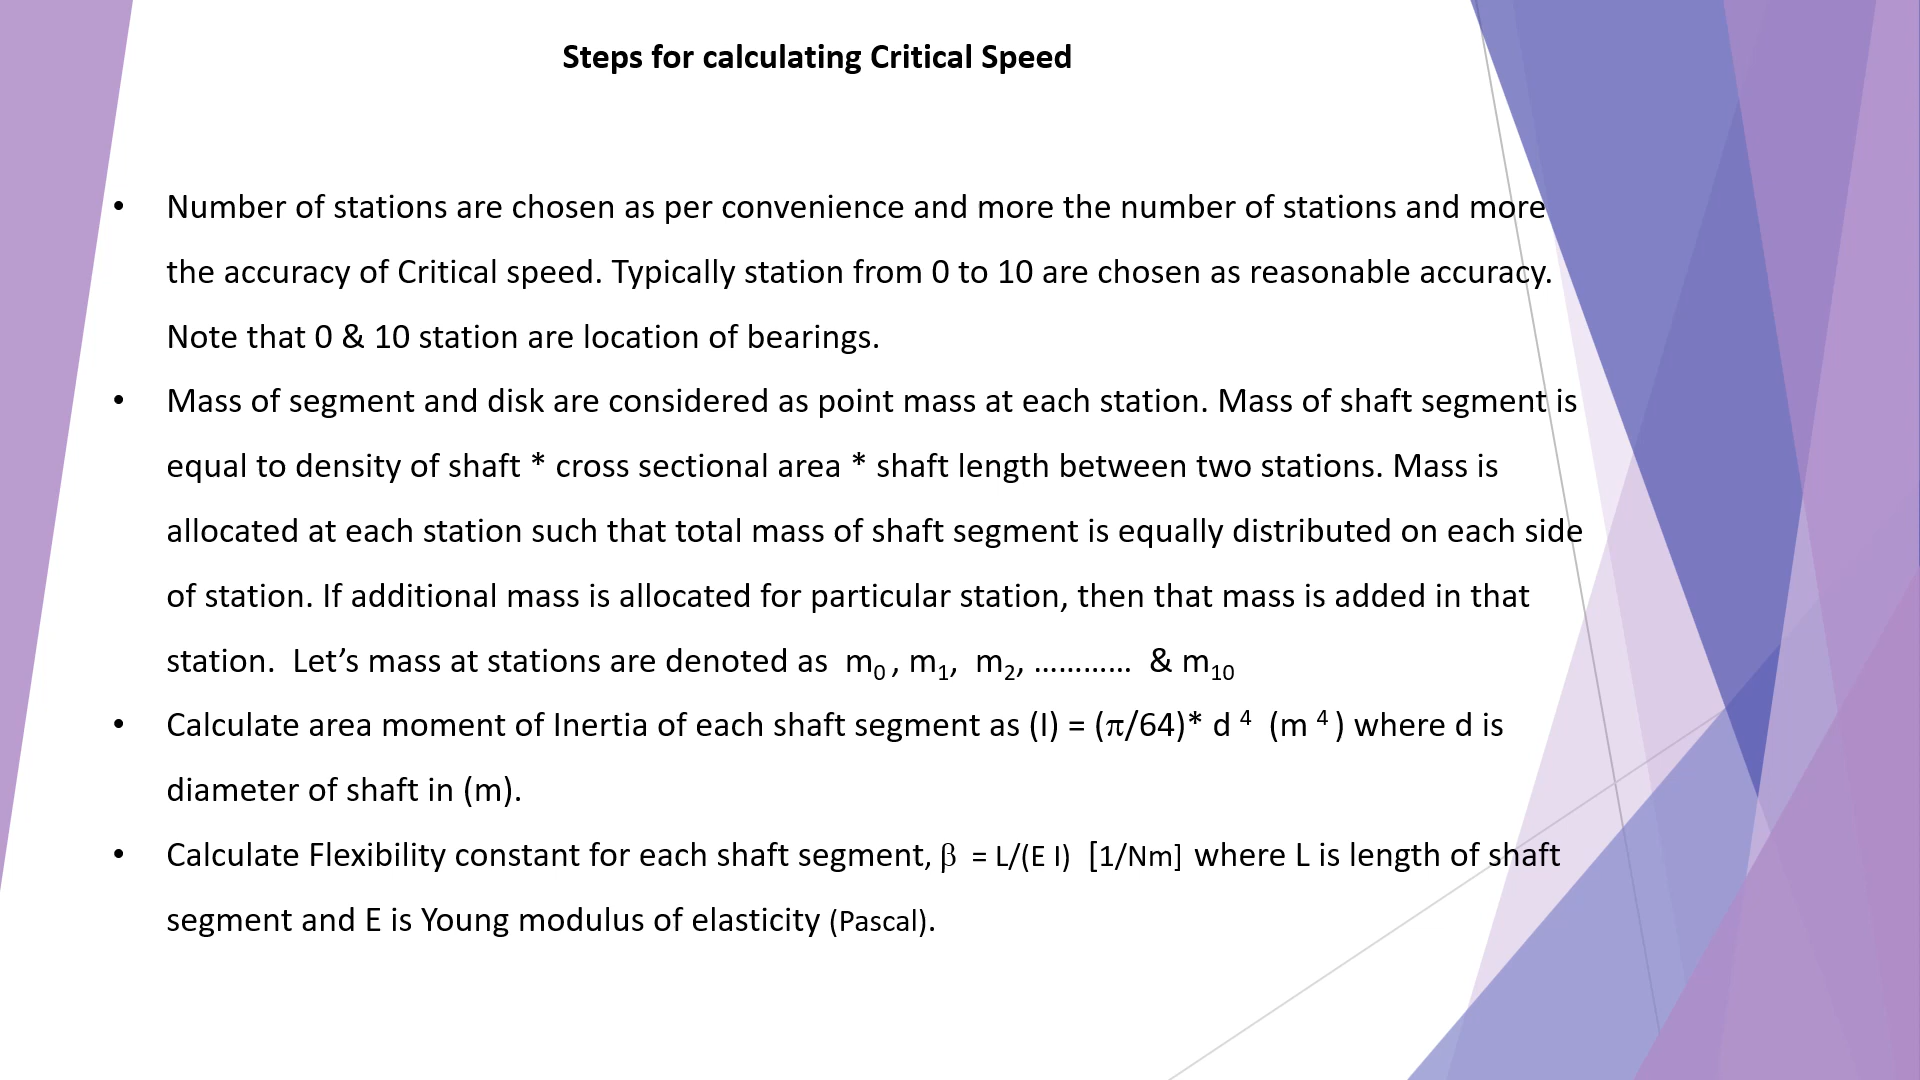 Steps for calculating Critical Speed
• Number of stations are chosen as per convenience and more the number of stations and more
the accuracy of Critical speed. Typically station from 0 to 10 are chosen as reasonable accuracy.
Note that 0 & 10 station are location of bearings.
• Mass of segment and disk are considered as point mass at each station. Mass of shaft segment is
equal to density of shaft * cross sectional area * shaft length between two stations. Mass is
allocated at each station such that total mass of shaft segment is equally distributed on each side
of station. If additional mass is allocated for particular station, then that mass is added in that
station.  Let’s mass at stations are denoted as  m₀ , m₁,  m₂, …………  & m₁₀
• Calculate area moment of Inertia of each shaft segment as (I) = (π/64)* d ⁴  (m ⁴ ) where d is
diameter of shaft in (m).
• Calculate Flexibility constant for each shaft segment, β  = L/(E I)  [1/Nm] where L is length of shaft
segment and E is Young modulus of elasticity (Pascal).